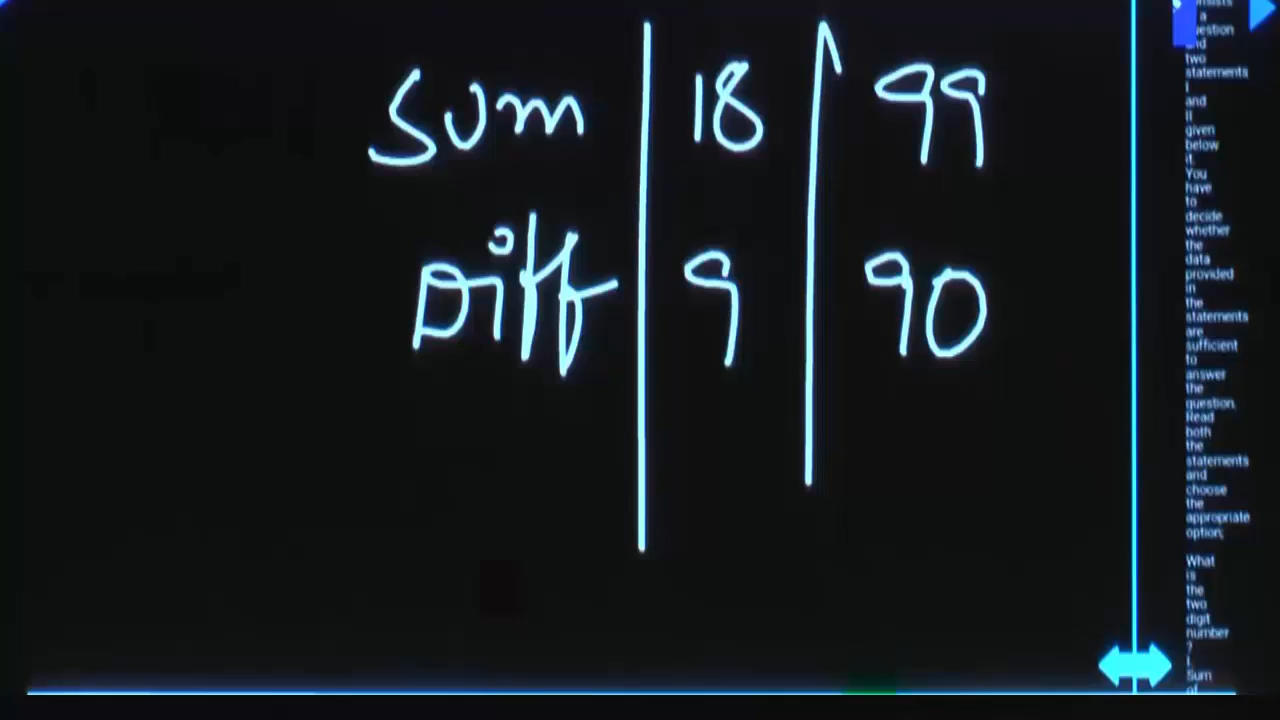 Sum 18 99
Diff 9 90
question
and
two
statements
I
and
II
given
below
it.
You
have
to
decide
whether
the
data
provided
in
the
statements
are
sufficient
to
answer
the
question.
Read
both
the
statements
and
choose
the
appropriate
option;
What
is
the
two
digit
number
?
I.
Sum
of